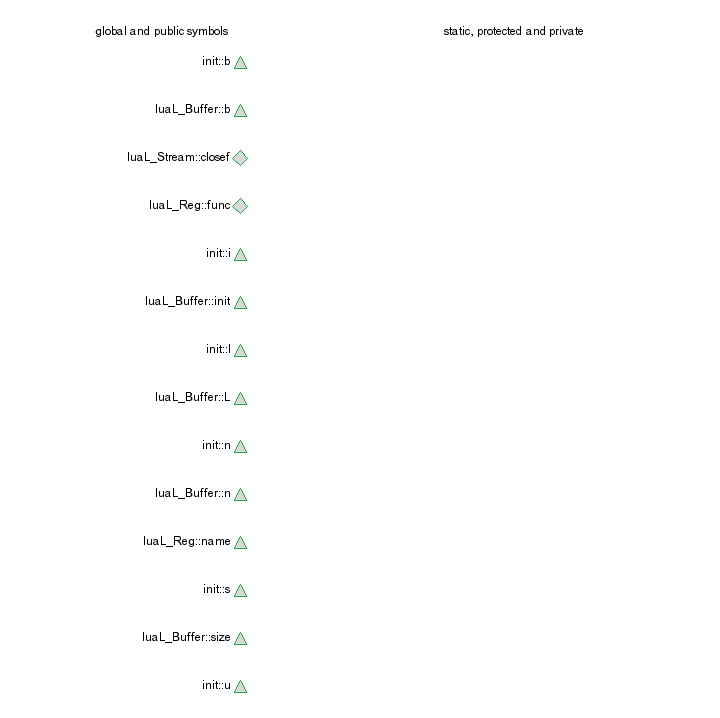 global and public symbols static, protected and private
init::b
luaL_Buffer::b
luaL_Stream::closef
luaL_Reg::func
init::i
luaL_Buffer::init
init::l
luaL_Buffer::L
init::n
luaL_Buffer::n
luaL_Reg::name
init::s
luaL_Buffer::size
init::u